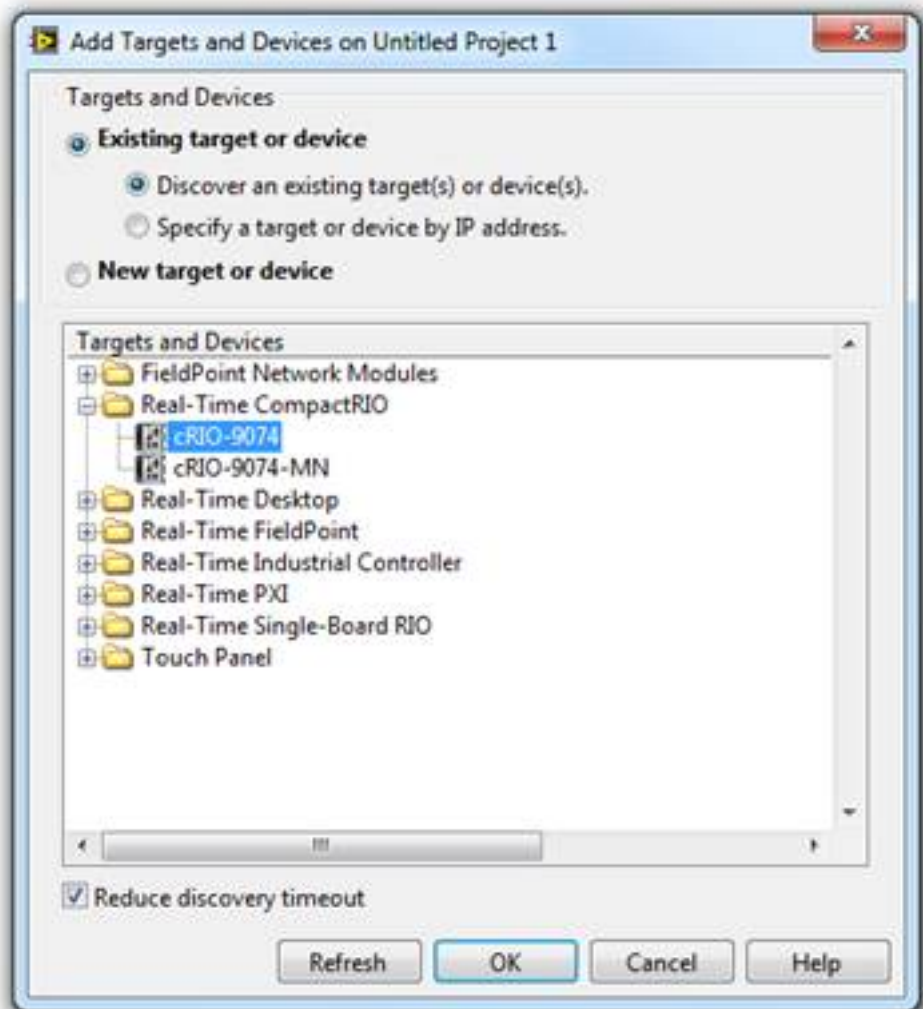 Add Targets and Devices on Untitled Project 1
Targets and Devices
Existing target or device
Discover an existing target(s) or device(s).
Specify a target or device by IP address.
New target or device
Targets and Devices
FieldPoint Network Modules
Real-Time CompactRIO
cRIO-9074
cRIO-9074-MN
Real-Time Desktop
Real-Time FieldPoint
Real-Time Industrial Controller
Real-Time PXI
Real-Time Single-Board RIO
Touch Panel
Reduce discovery timeout
Refresh OK Cancel Help